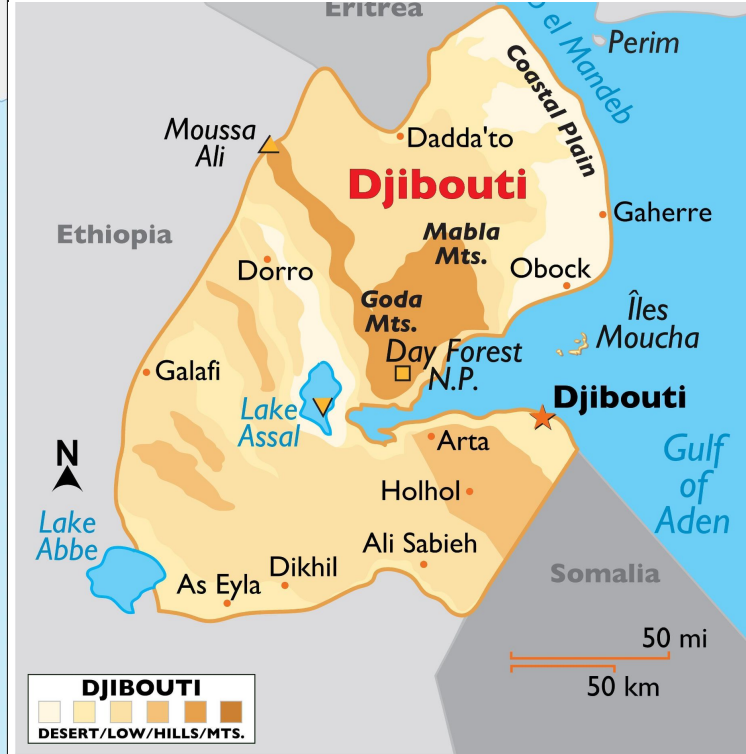 Eritrea
el Mandeb
Perim
Coastal Plain
Moussa
Ali
Dadda'to
Djibouti
Gaherre
Ethiopia
Mabla
Mts.
Dorro
Obock
Goda
Mts.
Îles
Moucha
Day Forest
N.P.
Galafi
Djibouti
Lake
Assal
Arta
N
Gulf
of
Aden
Holhol
Lake
Abbe
Ali Sabieh
Dikhil
As Eyla
Somalia
50 mi
50 km
DJIBOUTI
DESERT/LOW/HILLS/MTS.